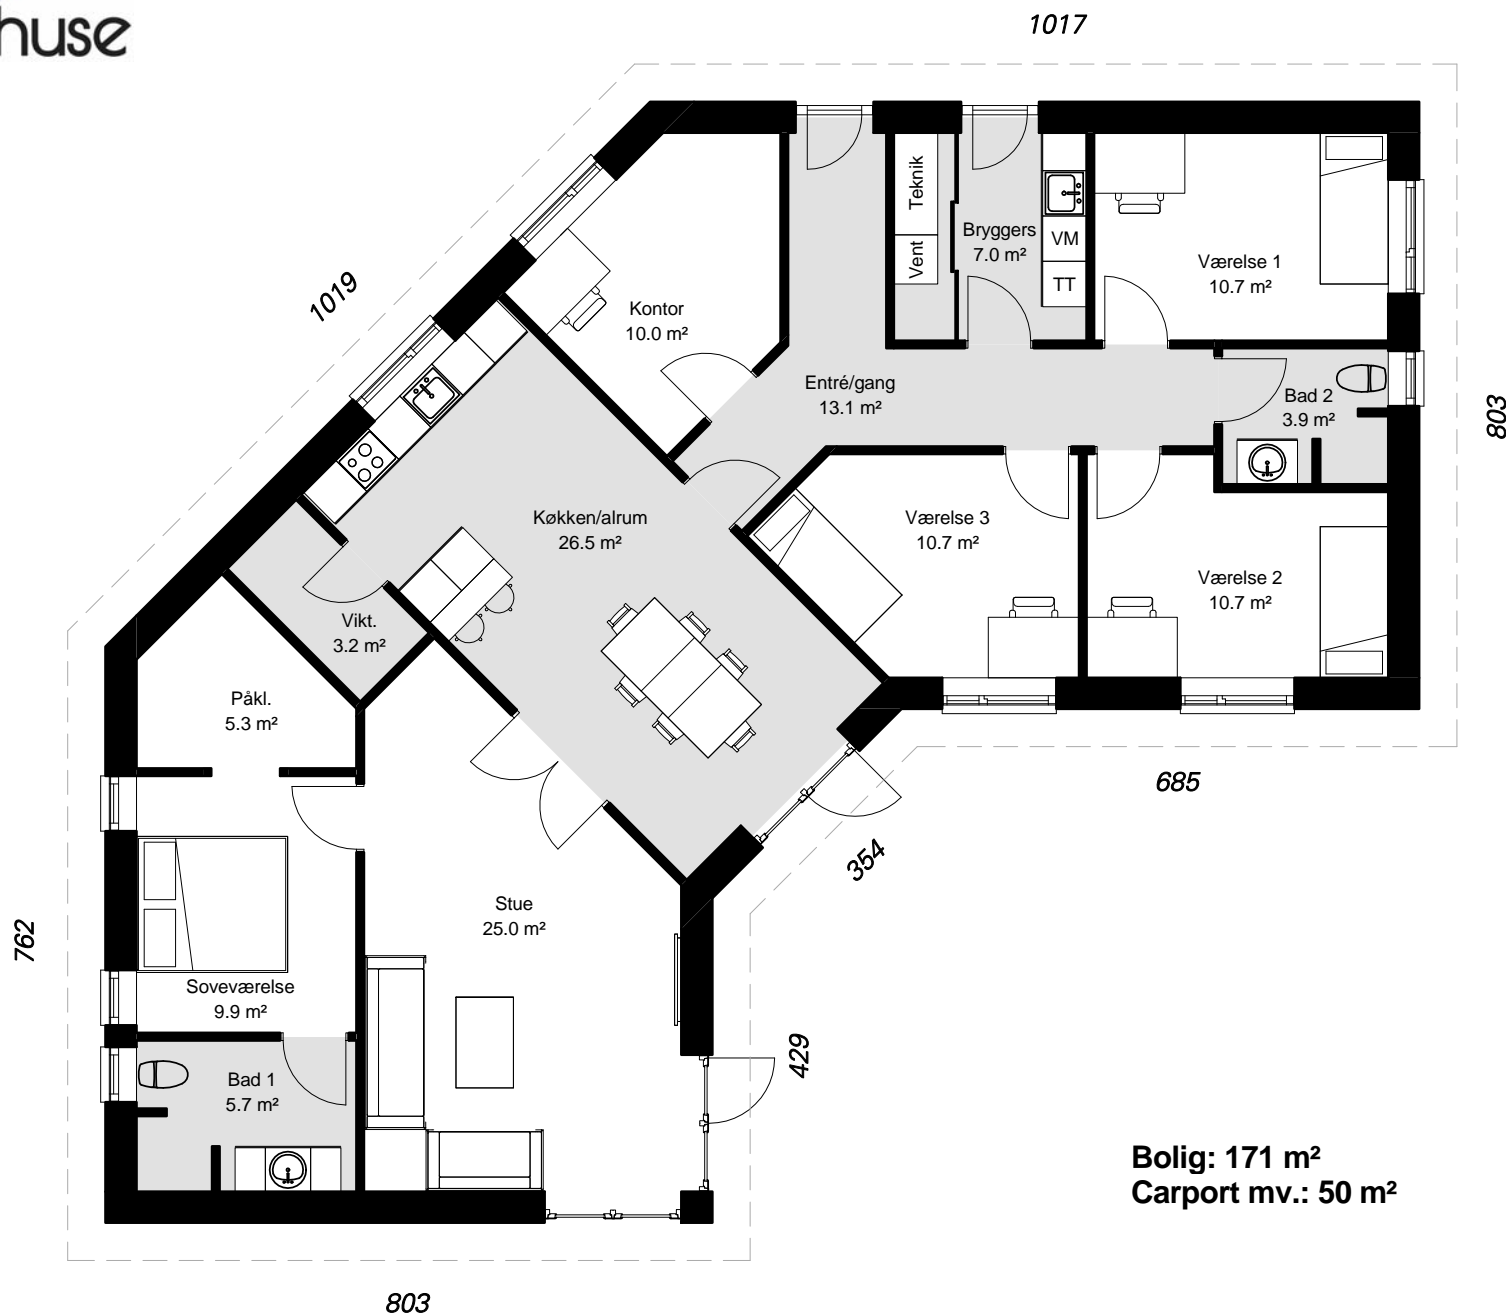 huse
1017
Teknik
Vent
Bryggers
7.0 m²
VM
TT
Værelse 1
10.7 m²
1019
Kontor
10.0 m²
Entré/gang
13.1 m²
Bad 2
3.9 m²
803
Køkken/alrum
26.5 m²
Værelse 3
10.7 m²
Værelse 2
10.7 m²
Vikt.
3.2 m²
Påkl.
5.3 m²
685
354
Stue
25.0 m²
762
Soveværelse
9.9 m²
429
Bad 1
5.7 m²
Bolig: 171 m²
Carport mv.: 50 m²
803